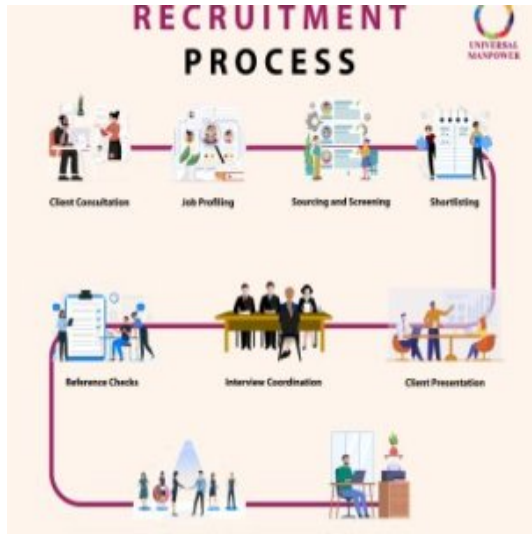 RECRUITMENT
PROCESS
UNIVERSAL
MANPOWER
Client Consultation
Job Profiling
Sourcing and Screening
Shortlisting
Reference Checks
Interview Coordination
Client Presentation